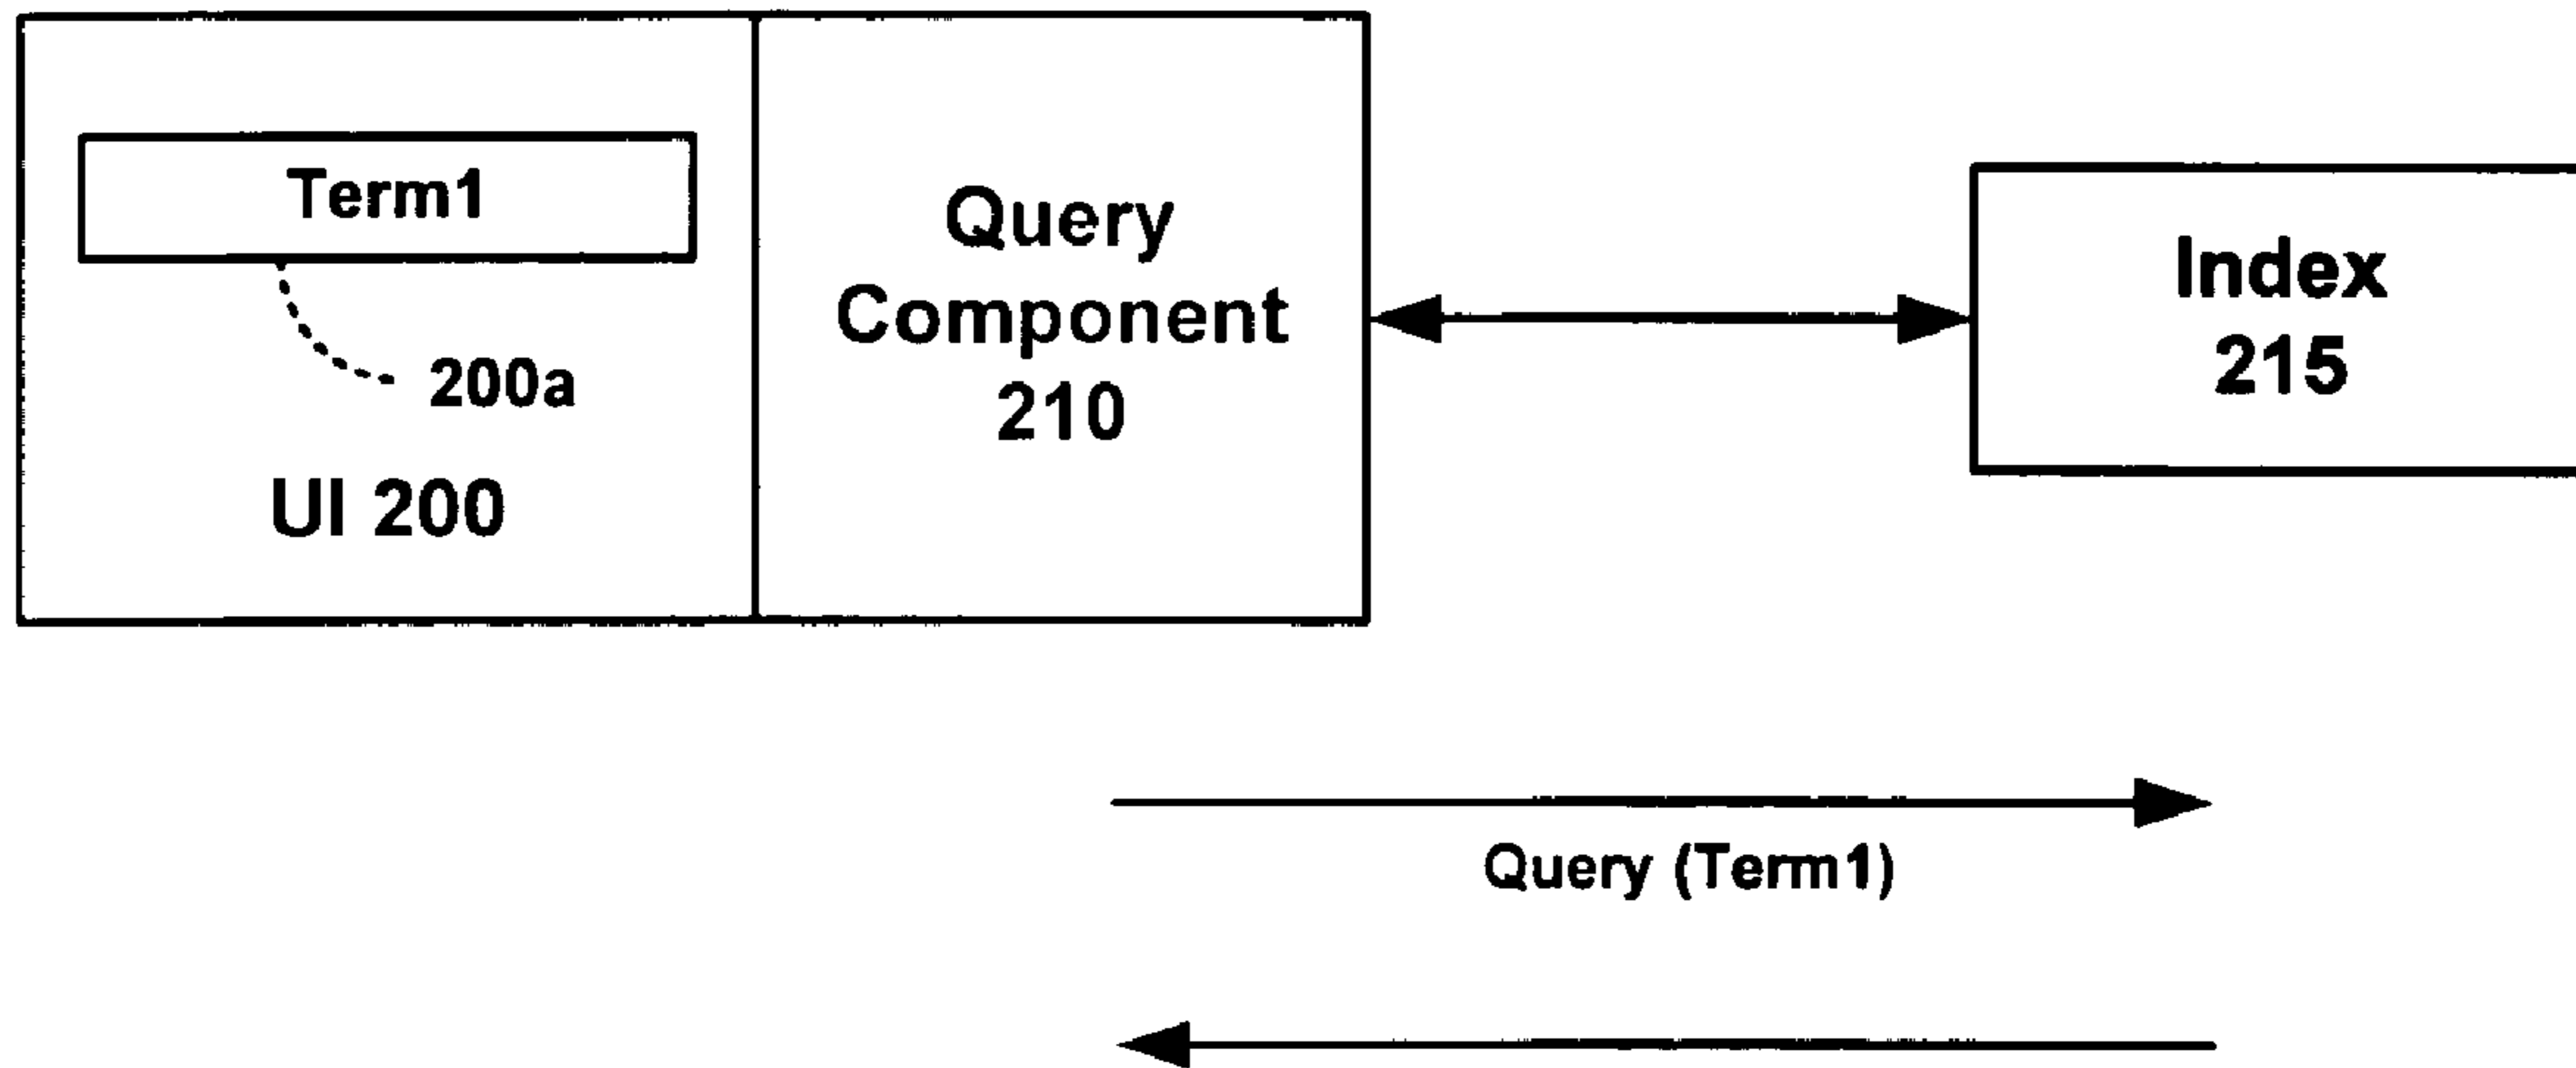 Term1
200a
UI 200
Query
Component
210
Index
215
Query (Term1)